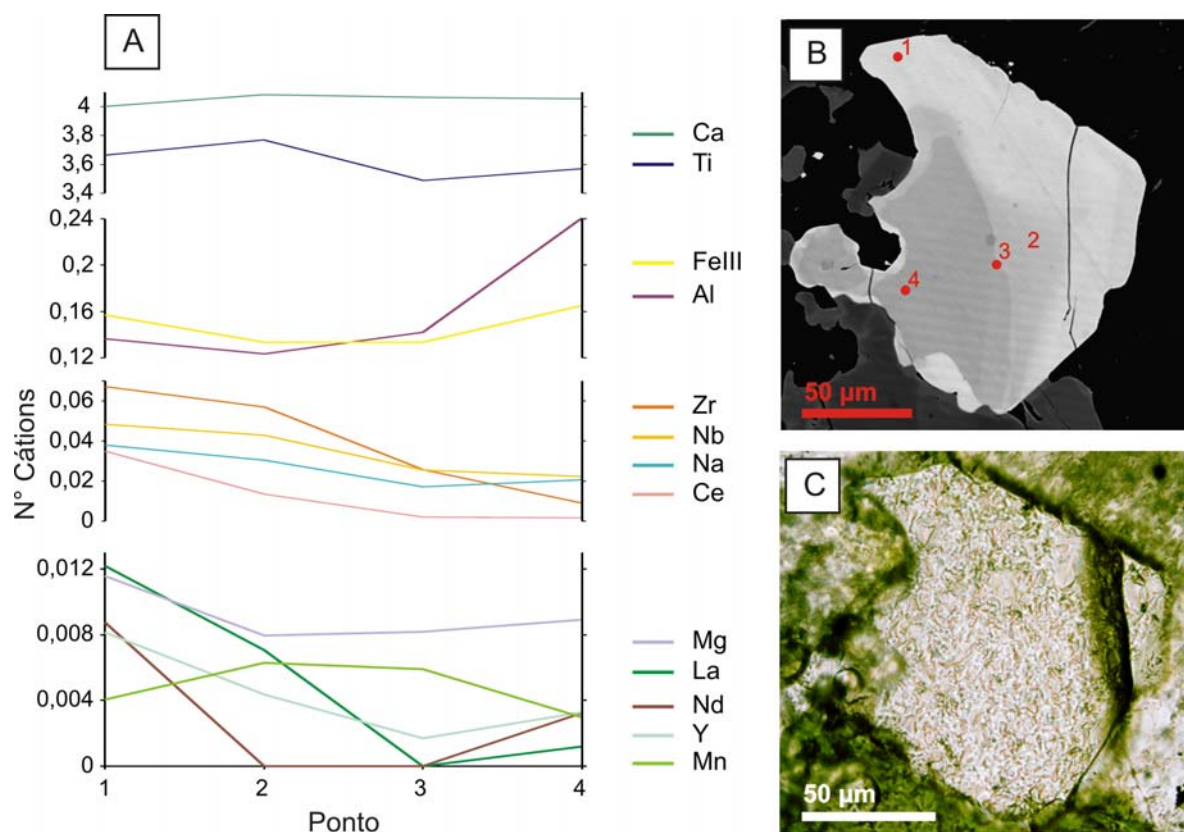 A
4
3,8
3,6
3,4
0,24
0,2
0,16
0,12
0,06
0,04
0,02
0
0,012
0,008
0,004
0
1
2
3
4
N° Cátions
Ponto
Ca
Ti
FeIII
Al
Zr
Nb
Na
Ce
Mg
La
Nd
Y
Mn
B
1
2
3
4
50 µm
C
50 µm